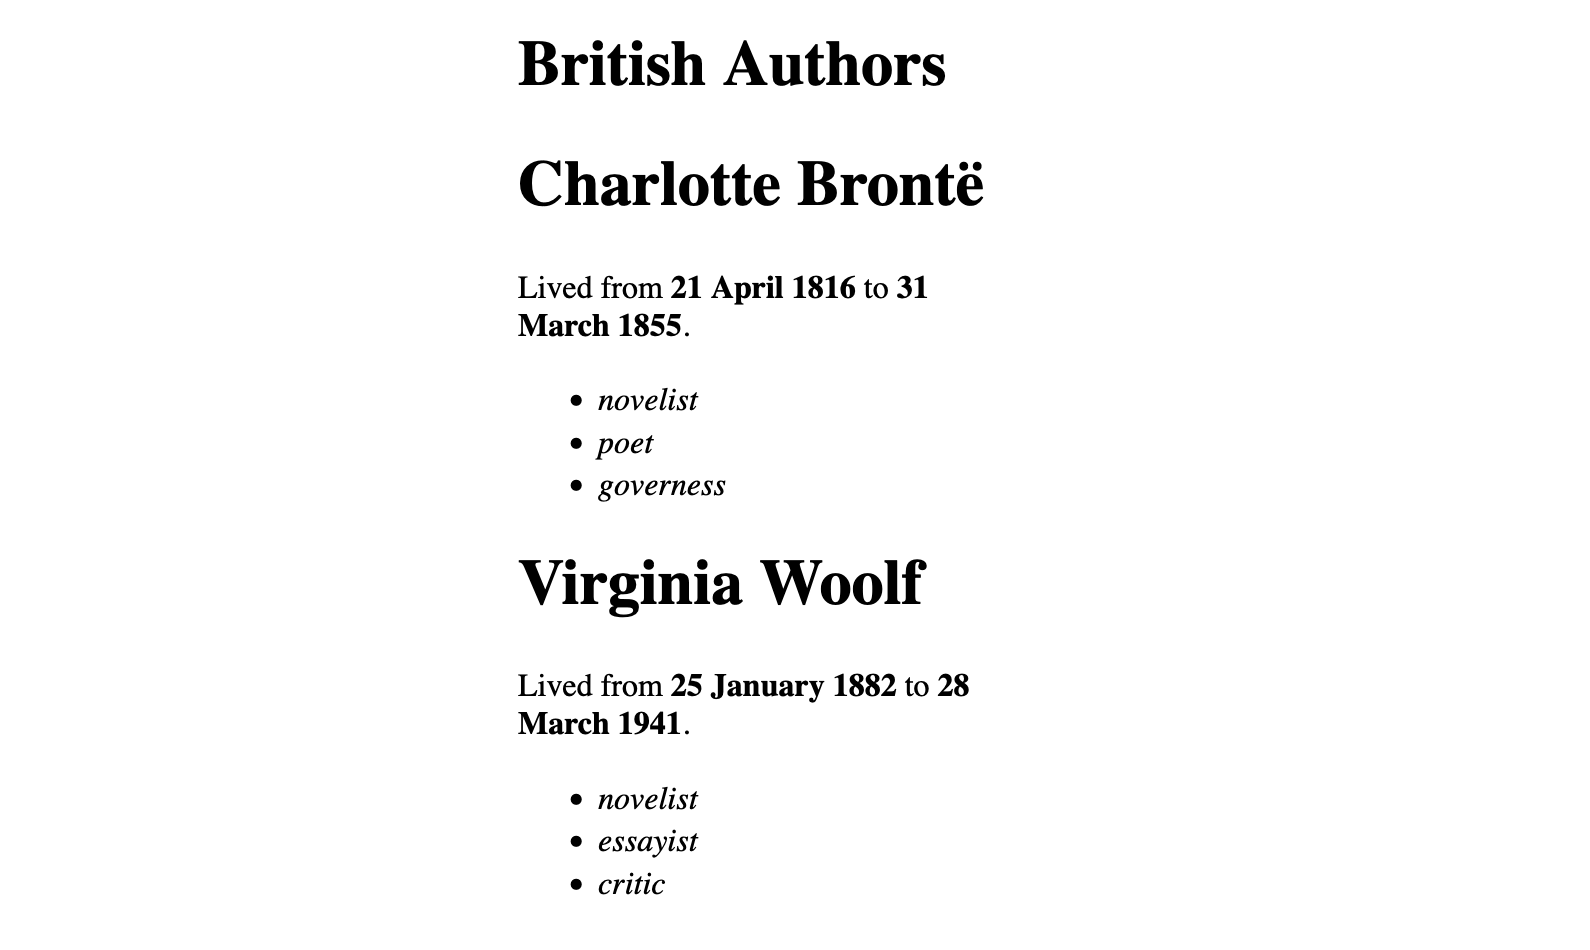 British Authors
Charlotte Brontë
Lived from 21 April 1816 to 31
March 1855.
novelist
poet
governess
Virginia Woolf
Lived from 25 January 1882 to 28
March 1941.
novelist
essayist
critic